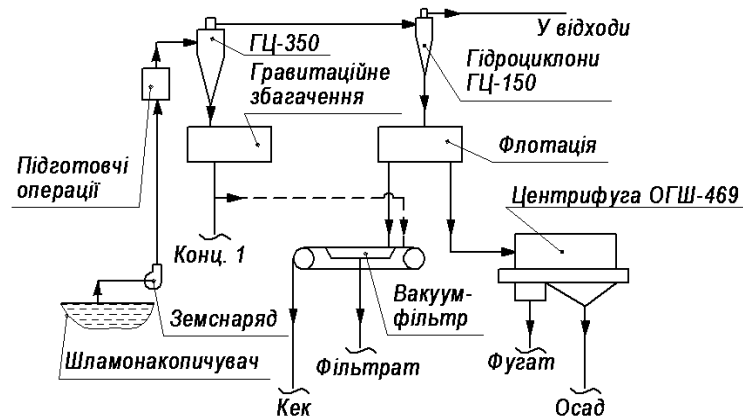 ГЦ-350
У відходи
Гравитаційне
збагачення
Гідроциклони
ГЦ-150
Підготовчі
операції
Флотація
Центрифуга ОГШ-469
Конц. 1
Земснаряд
Вакуум-
фільтр
Шламонакопичувач
Фільтрат
Фугат
Кек
Осад